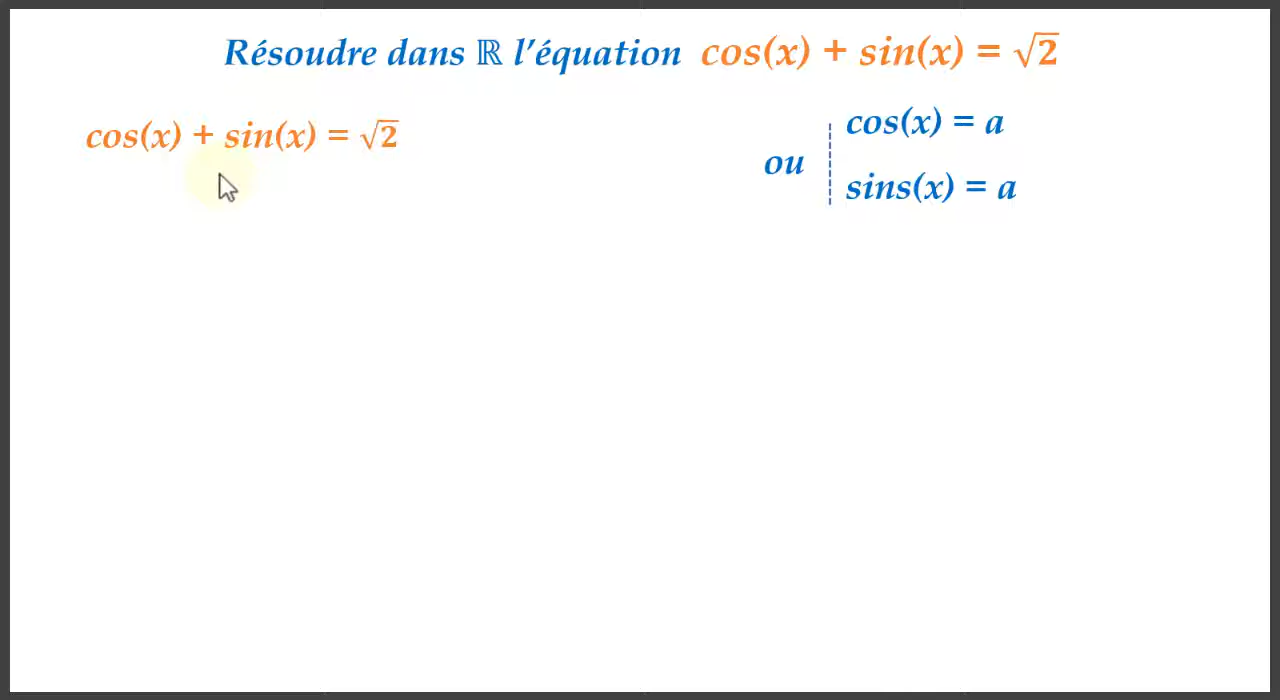 Résoudre dans ℝ l’équation cos(x) + sin(x) = √2
cos(x) + sin(x) = √2
cos(x) = a
ou
sins(x) = a